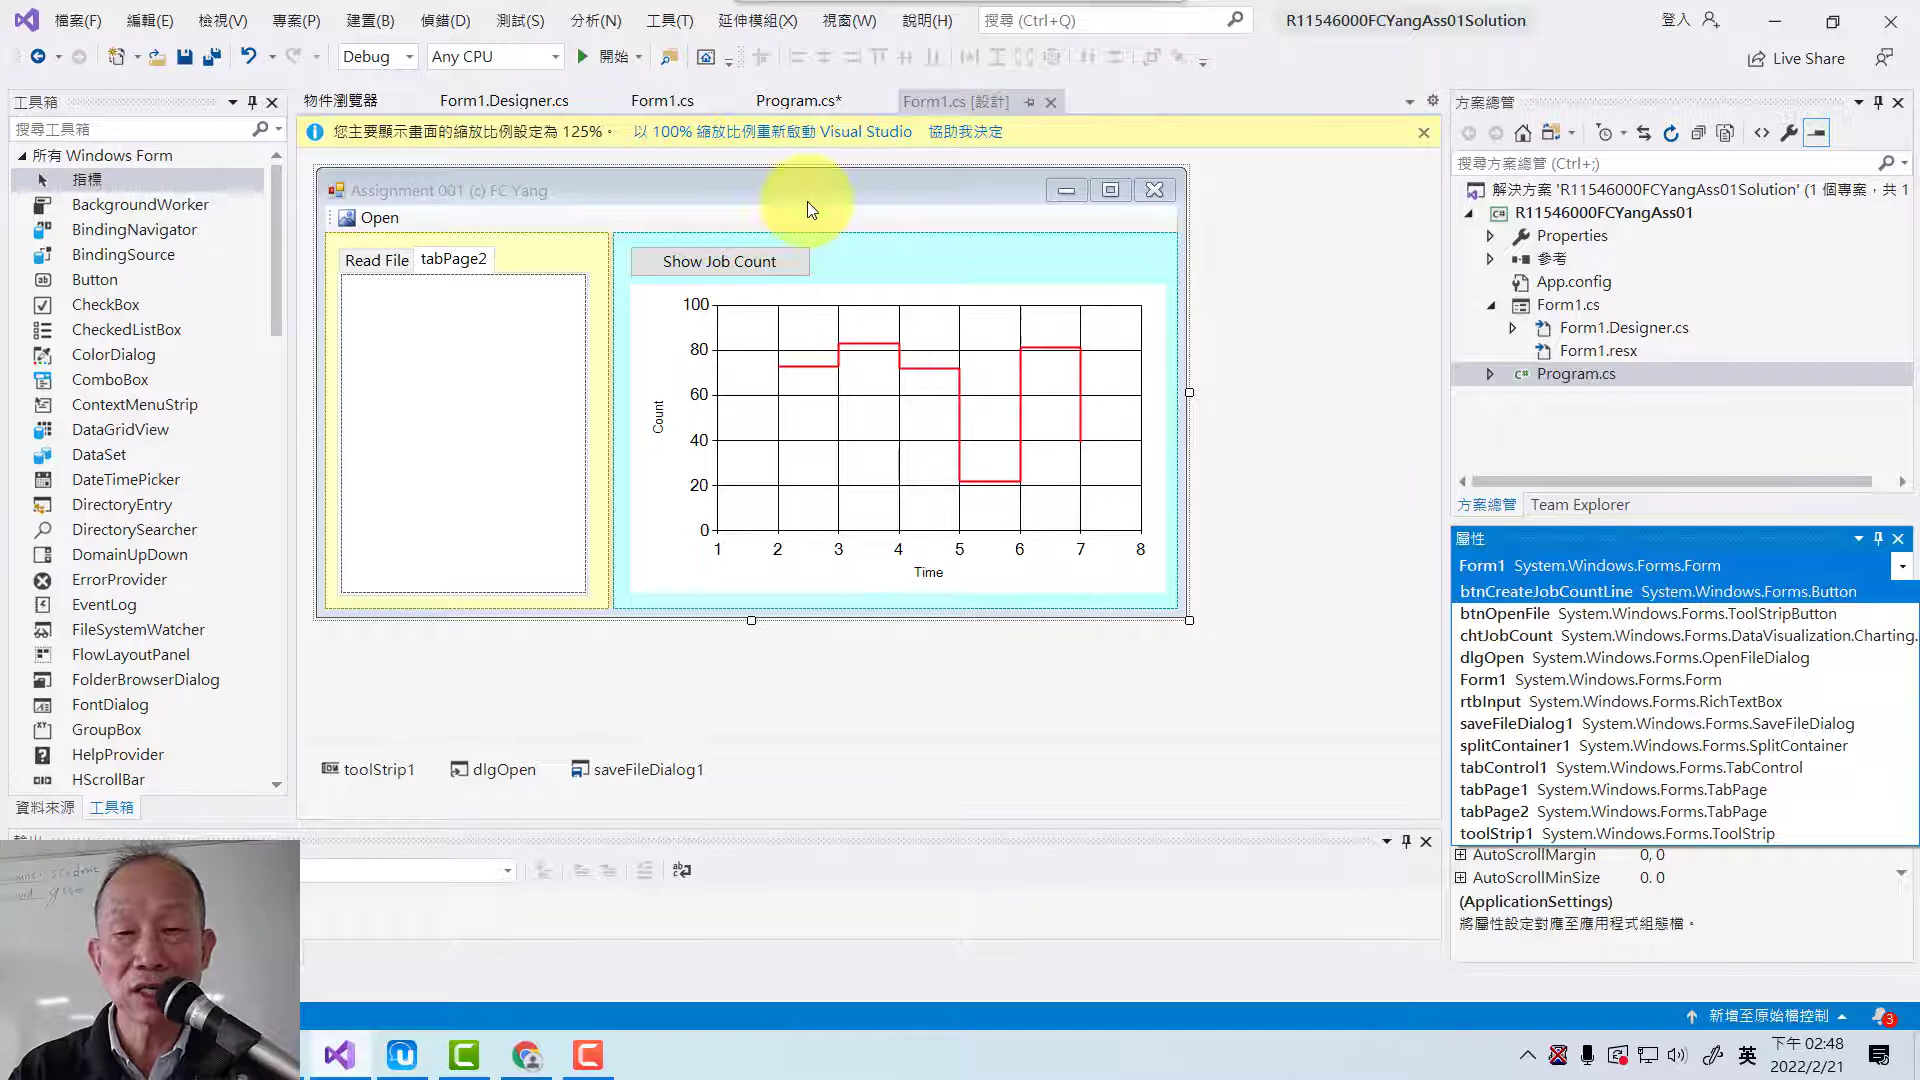 檔案(F) 編輯(E) 檢視(V) 專案(P) 建置(B) 偵錯(D) 測試(S) 分析(N) 工具(T) 延伸模組(X) 視窗(W) 說明(H) 搜尋 (Ctrl+Q) R11546000FCYangAss01Solution 登入
Debug Any CPU 開始 Live Share
工具箱
搜尋工具箱
所有 Windows Form
指標
BackgroundWorker
BindingNavigator
BindingSource
Button
CheckBox
CheckedListBox
ColorDialog
ComboBox
ContextMenuStrip
DataGridView
DataSet
DateTimePicker
DirectoryEntry
DirectorySearcher
DomainUpDown
ErrorProvider
EventLog
FileSystemWatcher
FlowLayoutPanel
FolderBrowserDialog
FontDialog
GroupBox
HelpProvider
HScrollBar
資料來源 工具箱
物件瀏覽器 Form1.Designer.cs Form1.cs Program.cs* Form1.cs [設計]
您主要顯示畫面的縮放比例設定為 125%。 以 100% 縮放比例重新啟動 Visual Studio 協助我決定
Assignment 001 (c) FC Yang
Open
Read File tabPage2
Show Job Count
100
80
60
40
20
0
Count
1 2 3 4 5 6 7 8
Time
toolStrip1 dlgOpen saveFileDialog1
方案總管
搜尋方案總管 (Ctrl+;)
解決方案 'R11546000FCYangAss01Solution' (1 個專案，共 1
R11546000FCYangAss01
Properties
參考
App.config
Form1.cs
Form1.Designer.cs
Form1.resx
Program.cs
方案總管 Team Explorer
屬性
Form1 System.Windows.Forms.Form
btnCreateJobCountLine System.Windows.Forms.Button
btnOpenFile System.Windows.Forms.ToolStripButton
chtJobCount System.Windows.Forms.DataVisualization.Charting.
dlgOpen System.Windows.Forms.OpenFileDialog
Form1 System.Windows.Forms.Form
rtbInput System.Windows.Forms.RichTextBox
saveFileDialog1 System.Windows.Forms.SaveFileDialog
splitContainer1 System.Windows.Forms.SplitContainer
tabControl1 System.Windows.Forms.TabControl
tabPage1 System.Windows.Forms.TabPage
tabPage2 System.Windows.Forms.TabPage
toolStrip1 System.Windows.Forms.ToolStrip
AutoScrollMargin 0, 0
AutoScrollMinSize 0, 0
(ApplicationSettings)
將屬性設定對應至應用程式組態檔。
新增至原始檔控制 3
英 下午 02:48
2022/2/21